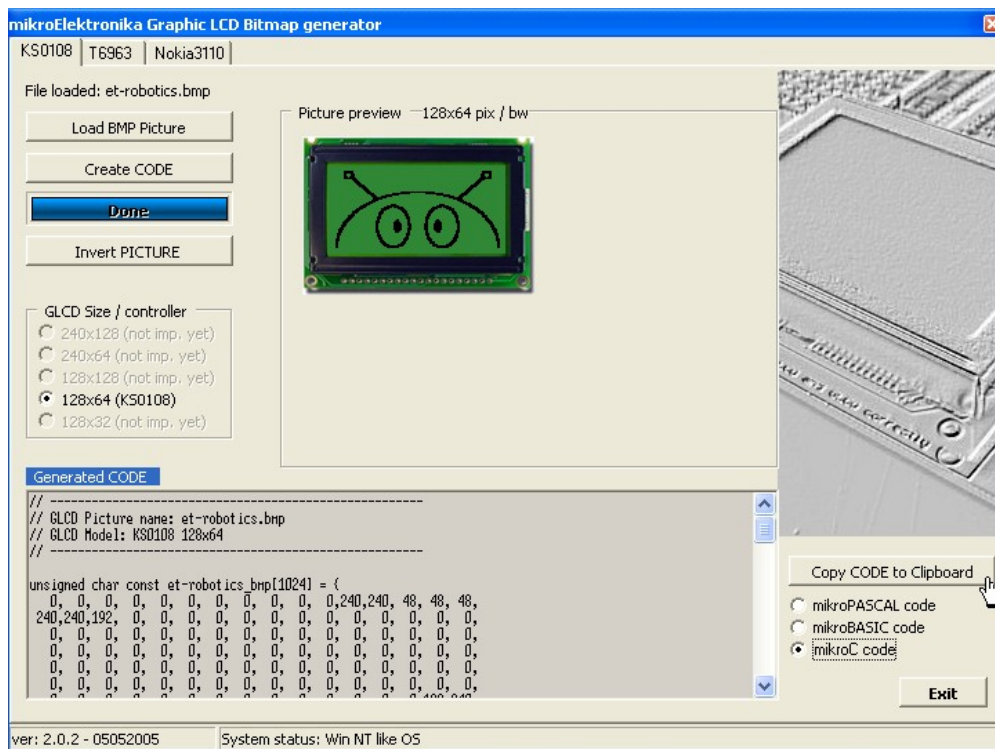 mikroElektronika Graphic LCD Bitmap generator
KS0108 T6963 Nokia3110
File loaded: et-robotics.bmp
Load BMP Picture
Create CODE
Done
Invert PICTURE
Picture preview 128x64 pix / bw
GLCD Size / controller
240x128 (not imp. yet)
240x64 (not imp. yet)
128x128 (not imp. yet)
128x64 (KS0108)
128x32 (not imp. yet)
Generated CODE
// ------------------------------------------------------
// GLCD Picture name: et-robotics.bmp
// GLCD Model: KS0108 128x64
// ------------------------------------------------------
unsigned char const et-robotics_bmp[1024] = {
0, 0, 0, 0, 0, 0, 0, 0, 0, 0, 0,240,240, 48, 48, 48,
240,240,192, 0, 0, 0, 0, 0, 0, 0, 0, 0, 0, 0, 0, 0,
0, 0, 0, 0, 0, 0, 0, 0, 0, 0, 0, 0, 0, 0, 0, 0,
0, 0, 0, 0, 0, 0, 0, 0, 0, 0, 0, 0, 0, 0, 0, 0,
0, 0, 0, 0, 0, 0, 0, 0, 0, 0, 0, 0, 0, 0, 0, 0,
0, 0, 0, 0, 0, 0, 0, 0, 0, 0, 0, 0, 0, 0, 0, 0,
Copy CODE to Clipboard
mikroPASCAL code
mikroBASIC code
mikroC code
Exit
ver: 2.0.2 - 05052005
System status: Win NT like OS